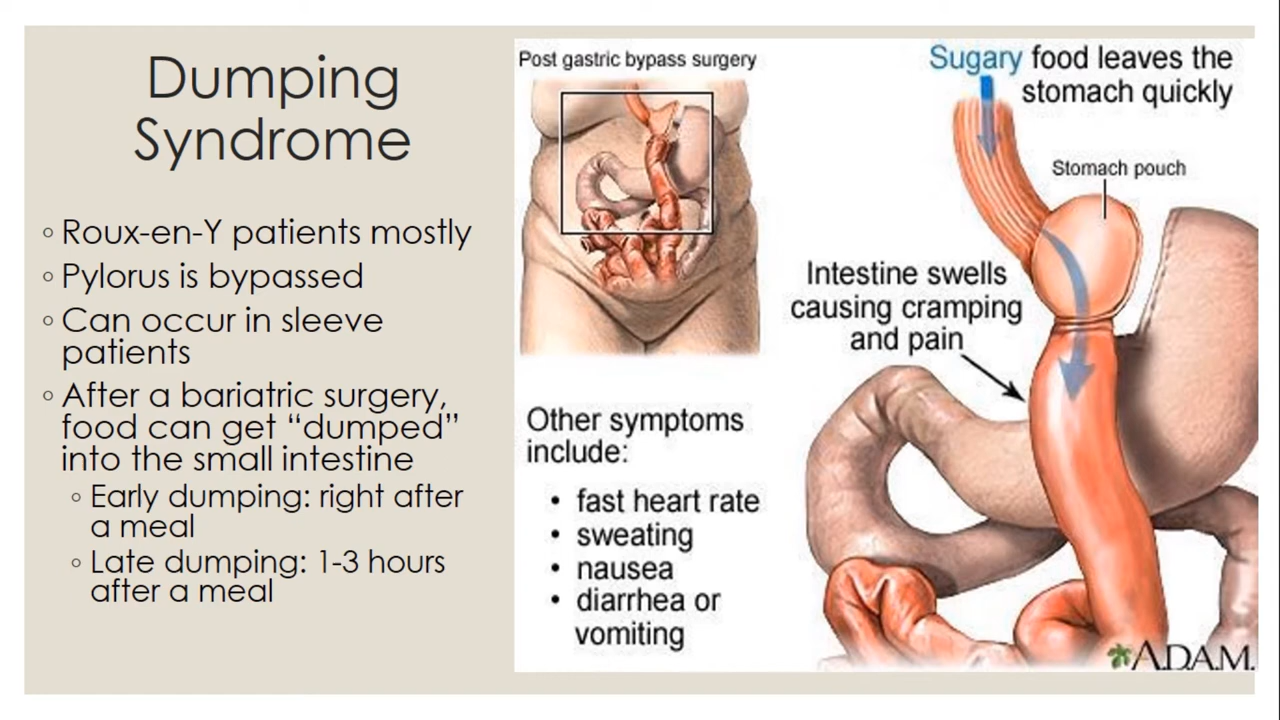 Dumping
Syndrome
◦ Roux-en-Y patients mostly
◦ Pylorus is bypassed
◦ Can occur in sleeve
patients
◦ After a bariatric surgery,
food can get “dumped”
into the small intestine
◦ Early dumping: right after
a meal
◦ Late dumping: 1-3 hours
after a meal
Post gastric bypass surgery
Sugary food leaves the
stomach quickly
Stomach pouch
Intestine swells
causing cramping
and pain
Other symptoms
include:
• fast heart rate
• sweating
• nausea
• diarrhea or
vomiting
A.D.A.M.